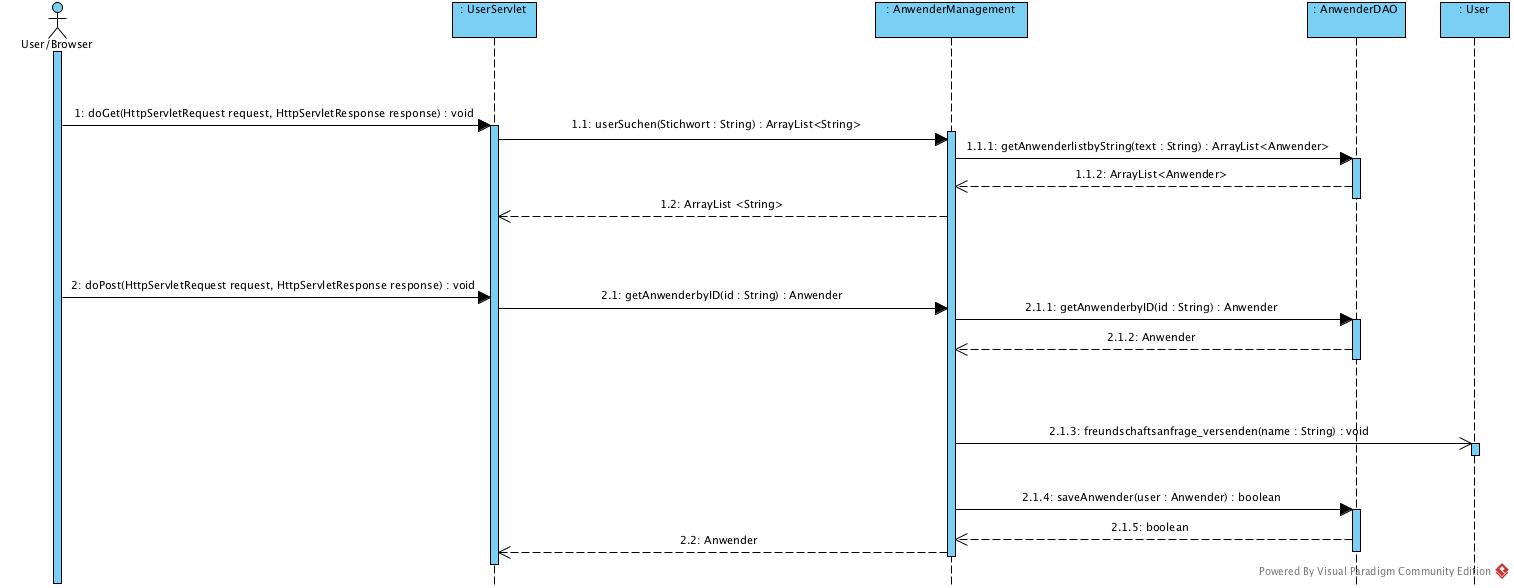 : UserServlet
: AnwenderManagement
: AnwenderDAO
: User
User/Browser
1: doGet(HttpServletRequest request, HttpServletResponse response) : void
1.1: userSuchen(Stichwort : String) : ArrayList<String>
1.1.1: getAnwenderlistbyString(text : String) : ArrayList<Anwender>
1.1.2: ArrayList<Anwender>
1.2: ArrayList <String>
2: doPost(HttpServletRequest request, HttpServletResponse response) : void
2.1: getAnwenderbyID(id : String) : Anwender
2.1.1: getAnwenderbyID(id : String) : Anwender
2.1.2: Anwender
2.1.3: freundschaftsanfrage_versenden(name : String) : void
2.1.4: saveAnwender(user : Anwender) : boolean
2.1.5: boolean
2.2: Anwender
Powered By Visual Paradigm Community Edition